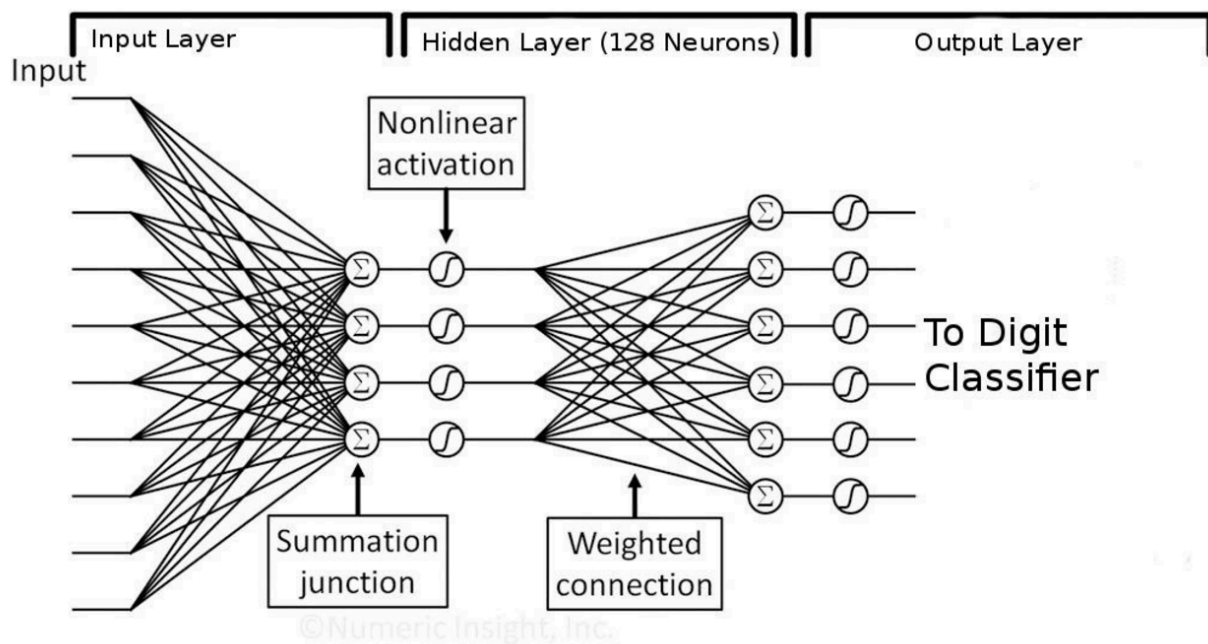 Input Layer
Hidden Layer (128 Neurons)
Output Layer
Input
Nonlinear
activation
Σ
Σ
Σ
Σ
Σ
Σ
Σ
Σ
Σ
Σ
To Digit
Classifier
Summation
junction
Weighted
connection
©Numeric Insight, Inc.